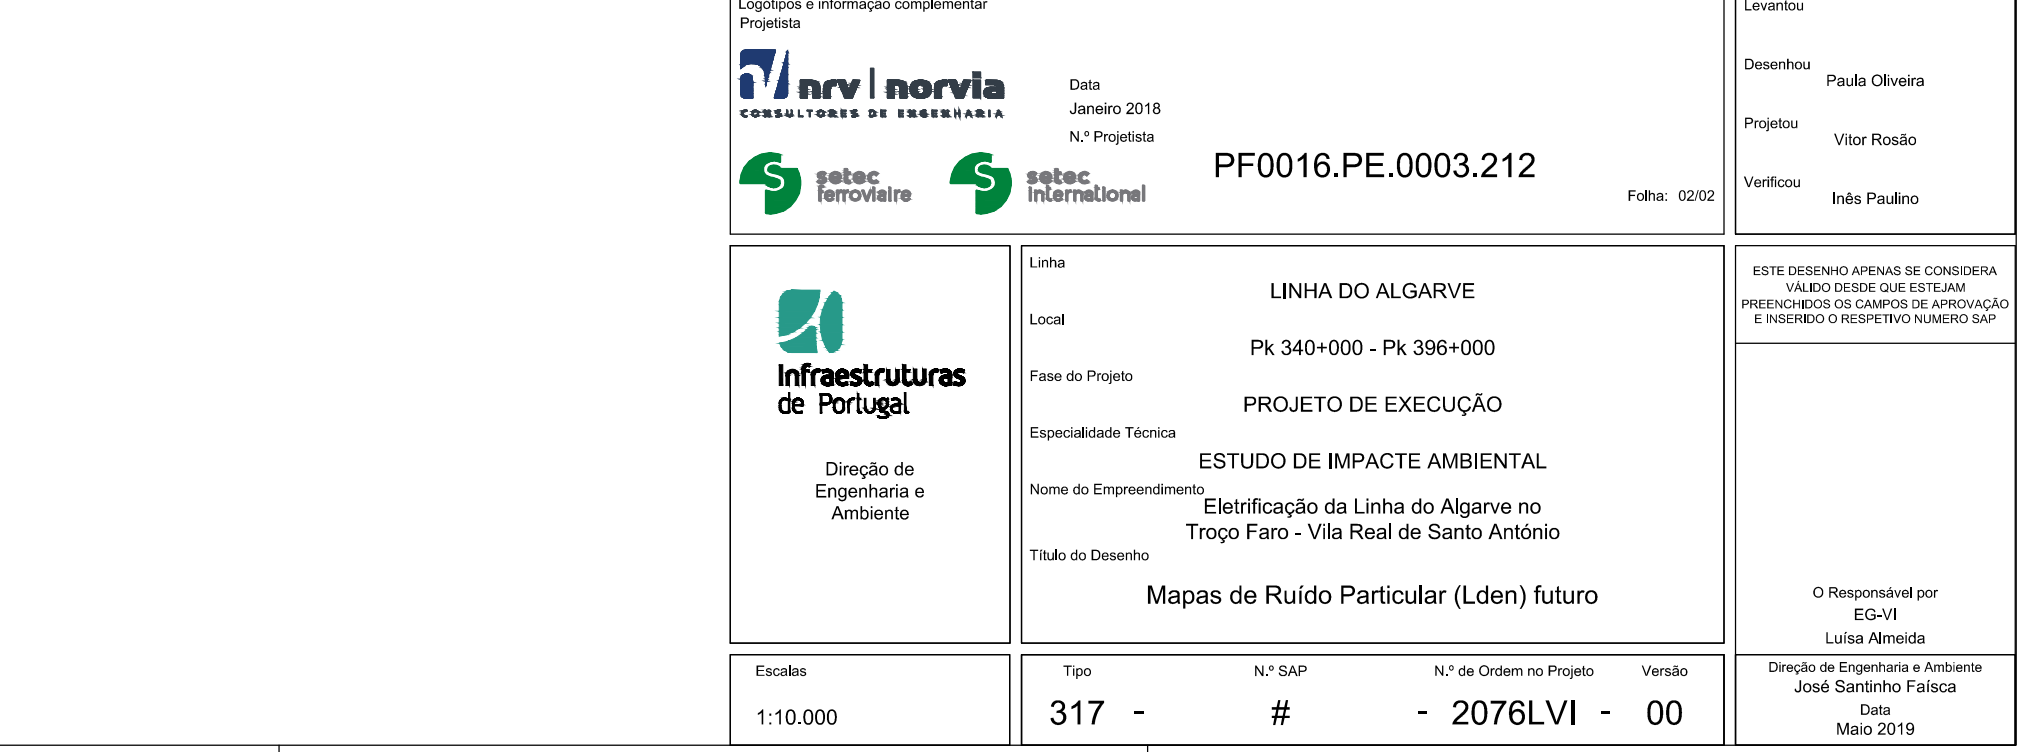 Logotipos e informação complementar
Projetista
nrv | norvia
CONSULTORES DE ENGENHARIA
Data
Janeiro 2018
N.º Projetista
PF0016.PE.0003.212
setec
ferroviaire
setec
international
Folha: 02/02
Levantou
Desenhou
Paula Oliveira
Projetou
Vitor Rosão
Verificou
Inês Paulino
Infraestruturas
de Portugal
Direção de
Engenharia e
Ambiente
Linha
LINHA DO ALGARVE
Local
Pk 340+000 - Pk 396+000
Fase do Projeto
PROJETO DE EXECUÇÃO
Especialidade Técnica
ESTUDO DE IMPACTE AMBIENTAL
Nome do Empreendimento
Eletrificação da Linha do Algarve no
Troço Faro - Vila Real de Santo António
Título do Desenho
Mapas de Ruído Particular (Lden) futuro
ESTE DESENHO APENAS SE CONSIDERA
VÁLIDO DESDE QUE ESTEJAM
PREENCHIDOS OS CAMPOS DE APROVAÇÃO
E INSERIDO O RESPETIVO NUMERO SAP
O Responsável por
EG-VI
Luísa Almeida
Escalas
1:10.000
Tipo N.º SAP N.º de Ordem no Projeto Versão
317 - # - 2076LVI - 00
Direção de Engenharia e Ambiente
José Santinho Faísca
Data
Maio 2019